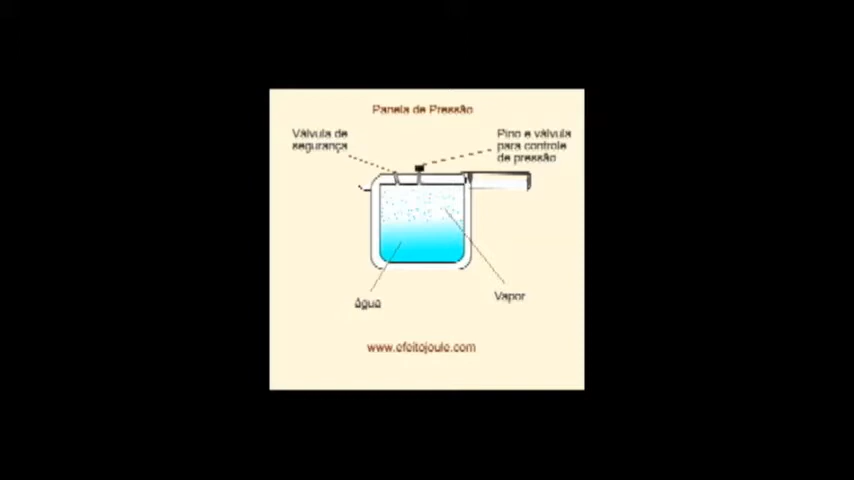 Panela de Pressão
Válvula de
segurança
Pino e válvula
para controle
de pressão
água
Vapor
www.efeitojoule.com